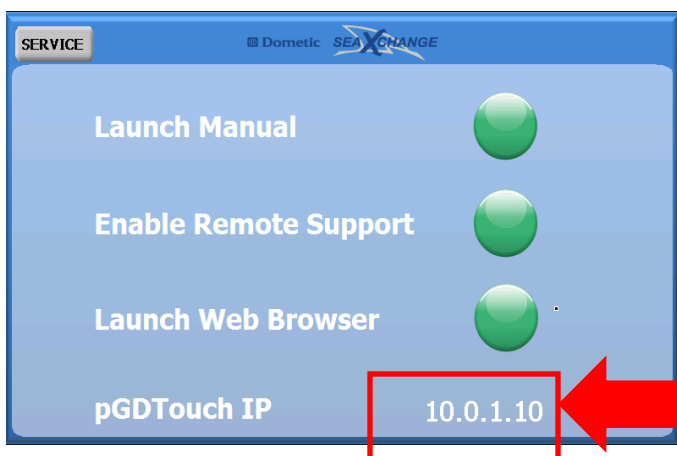 SERVICE
Dometic SEAXCHANGE
Launch Manual
Enable Remote Support
Launch Web Browser
pGDTouch IP 10.0.1.10